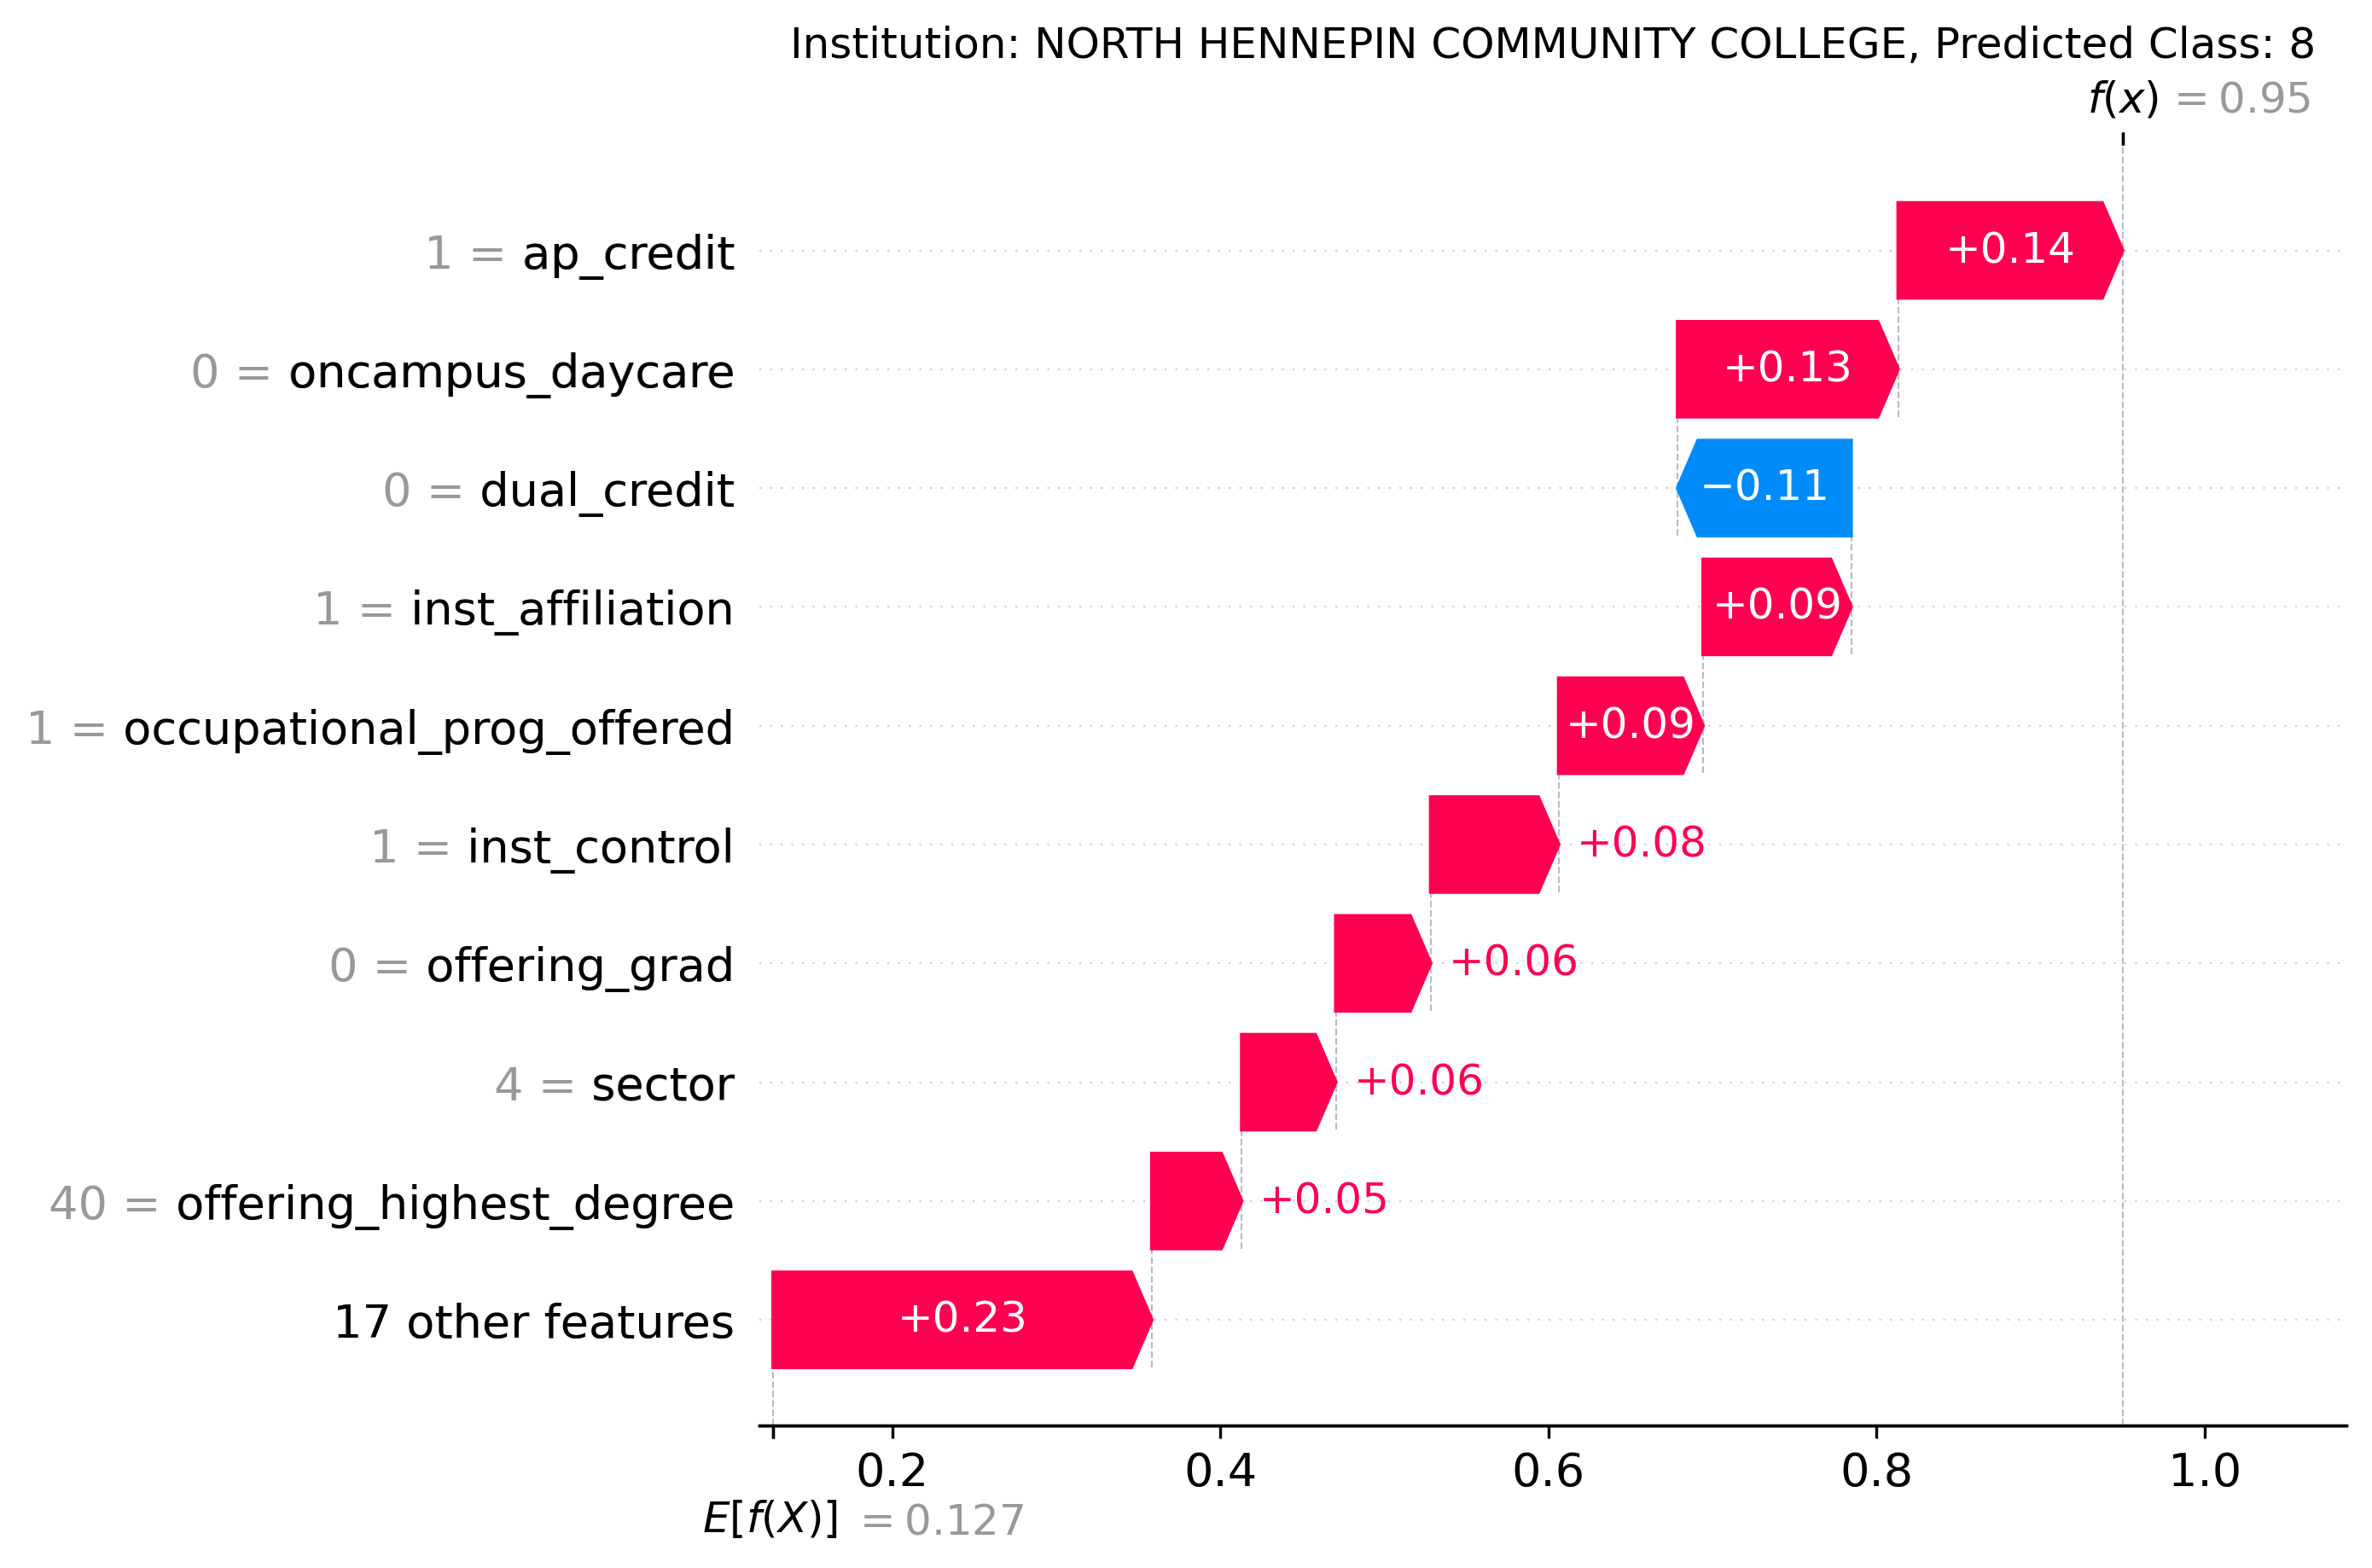 Institution: NORTH HENNEPIN COMMUNITY COLLEGE, Predicted Class: 8
f(x) = 0.95
1 = ap_credit +0.14
0 = oncampus_daycare +0.13
0 = dual_credit −0.11
1 = inst_affiliation +0.09
1 = occupational_prog_offered +0.09
1 = inst_control +0.08
0 = offering_grad +0.06
4 = sector +0.06
40 = offering_highest_degree +0.05
17 other features +0.23
0.2 0.4 0.6 0.8 1.0
E[f(X)] = 0.127